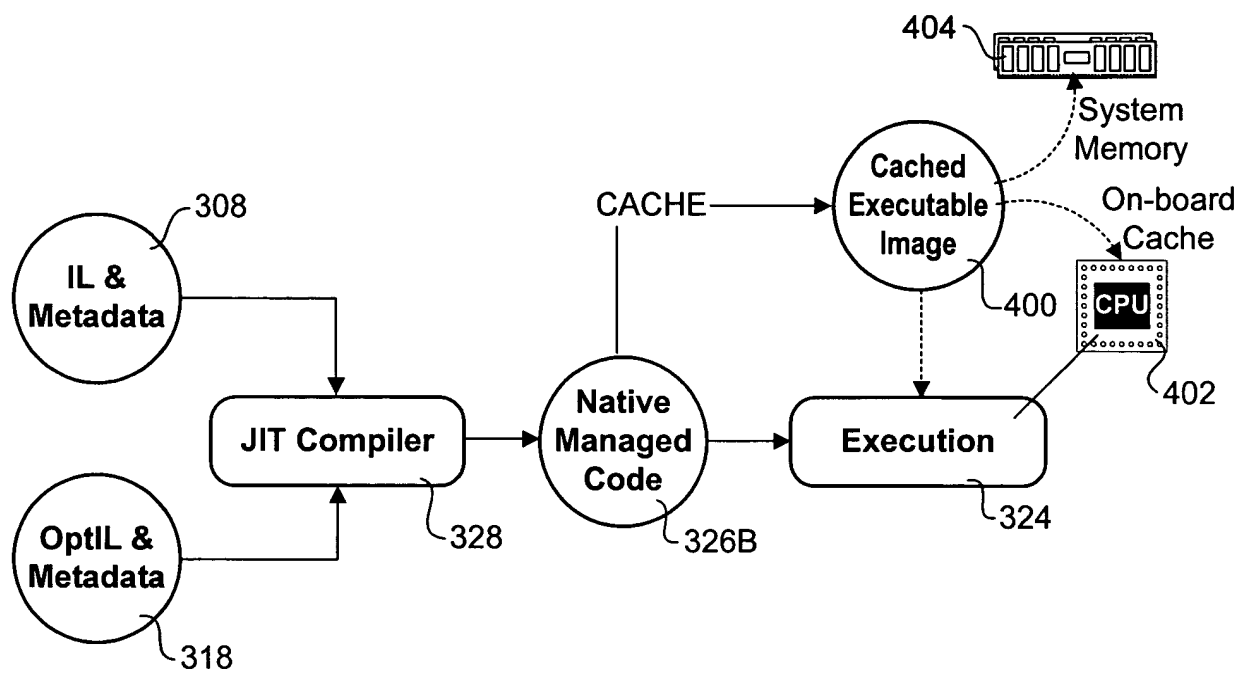 404
System
Memory
Cached
Executable
Image
CACHE
On-board
Cache
308
400
IL &
Metadata
CPU
402
Native
Managed
Code
JIT Compiler
Execution
328
326B
324
OptIL &
Metadata
318